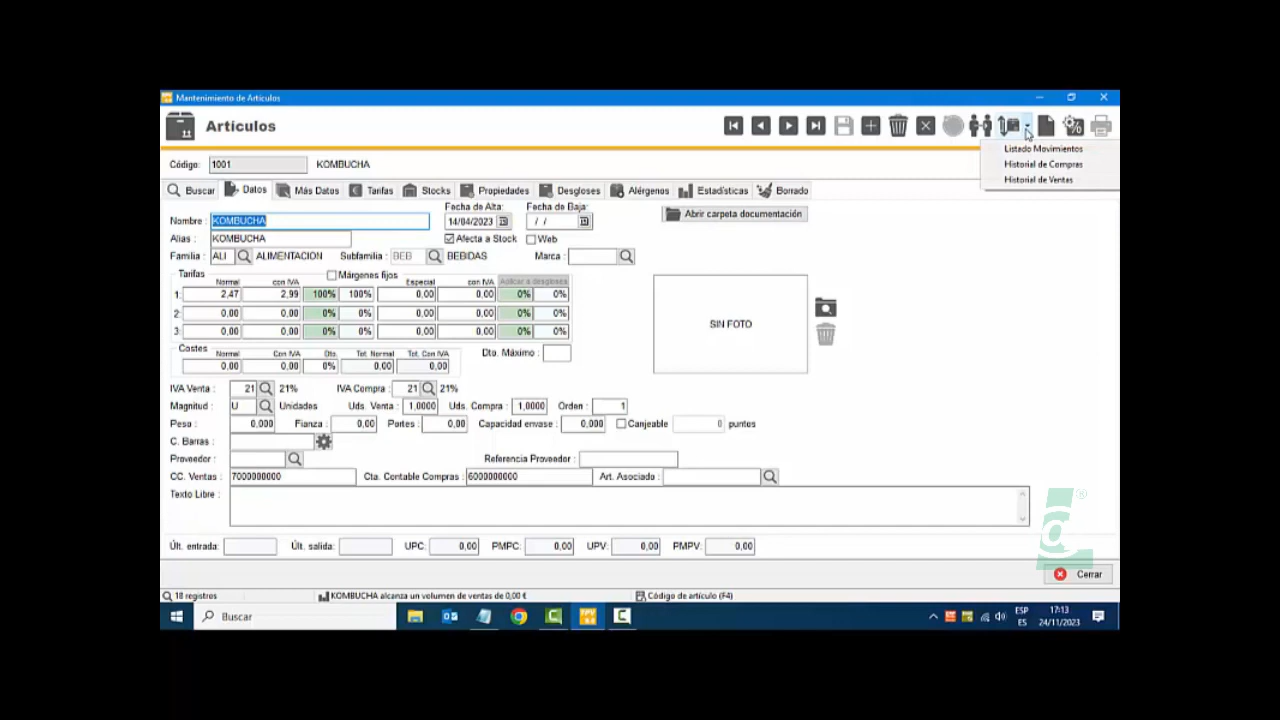 Mantenimiento de Artículos
11 Artículos
Listado Movimientos
Código: 1001 KOMBUCHA
Historial de Compras
Historial de Ventas
Buscar Datos Más Datos Tarifas Stocks Propiedades Desgloses Alérgenos Estadísticas Borrado
Fecha de Alta: Fecha de Baja:
Nombre: KOMBUCHA 14/04/2023 / / Abrir carpeta documentación
Alias: KOMBUCHA Afecta a Stock Web
Familia: ALI ALIMENTACION Subfamilia: BEB BEBIDAS Marca:
Tarifas Márgenes fijos
Normal con IVA Especial con IVA Aplicar a desgloses
1: 2,47 2,99 100% 100% 0,00 0,00 0% 0%
2: 0,00 0,00 0% 0% 0,00 0,00 0% 0%
3: 0,00 0,00 0% 0% 0,00 0,00 0% 0%
SIN FOTO
Costes Normal Con IVA Dto. Tot. Normal Tot. Con IVA Dto. Máximo:
0,00 0,00 0% 0,00 0,00
IVA Venta: 21 21% IVA Compra: 21 21%
Magnitud: U Unidades Uds. Venta: 1,0000 Uds. Compra: 1,0000 Orden: 1
Peso: 0,000 Fianza: 0,00 Portes: 0,00 Capacidad envase: 0,000 Canjeable 0 puntos
C. Barras:
Proveedor: Referencia Proveedor:
CC. Ventas: 7000000000 Cta. Contable Compras: 6000000000 Art. Asociado:
Texto Libre:
Últ. entrada: Últ. salida: UPC: 0,00 PMPC: 0,00 UPV: 0,00 PMPV: 0,00
Cerrar
18 registros KOMBUCHA alcanza un volumen de ventas de 0,00 € Código de artículo (F4)
Buscar ESP 17:13
ES 24/11/2023